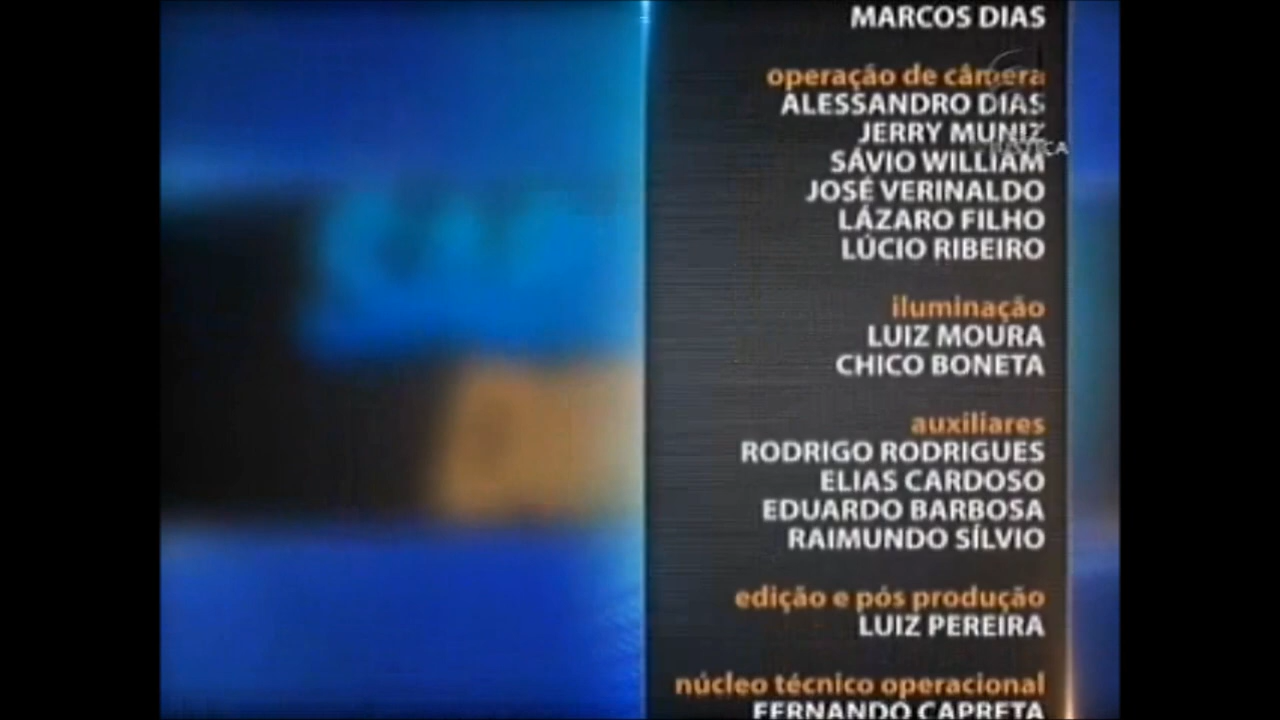 MARCOS DIAS
operação de câmera
ALESSANDRO DIAS
JERRY MUNIZ
SÁVIO WILLIAM
JOSÉ VERINALDO
LÁZARO FILHO
LÚCIO RIBEIRO
iluminação
LUIZ MOURA
CHICO BONETA
auxiliares
RODRIGO RODRIGUES
ELIAS CARDOSO
EDUARDO BARBOSA
RAIMUNDO SÍLVIO
edição e pós produção
LUIZ PEREIRA
núcleo técnico operacional
FERNANDO CAPRETA